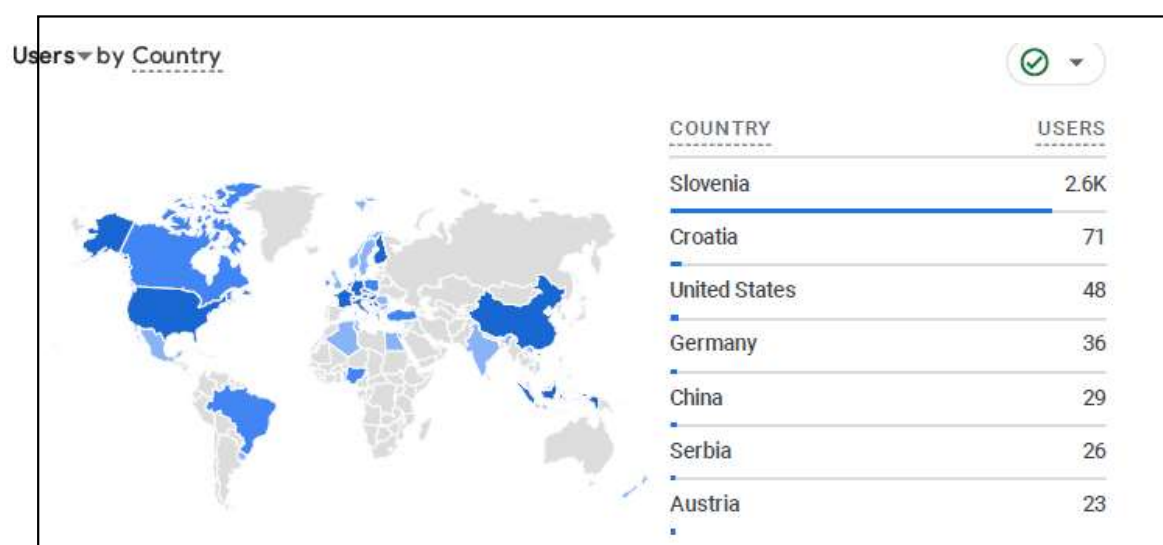 Users by Country
COUNTRY USERS
Slovenia 2.6K
Croatia 71
United States 48
Germany 36
China 29
Serbia 26
Austria 23